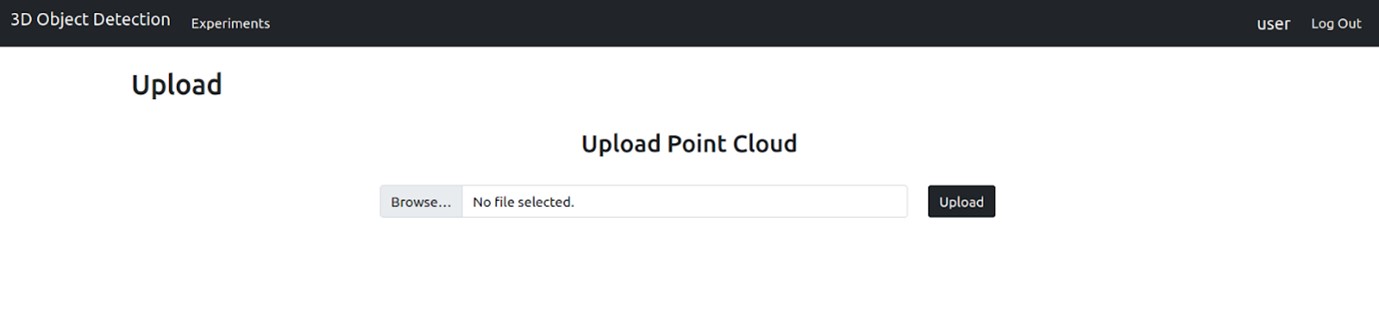 3D Object Detection Experiments user Log Out
Upload
Upload Point Cloud
Browse... No file selected. Upload